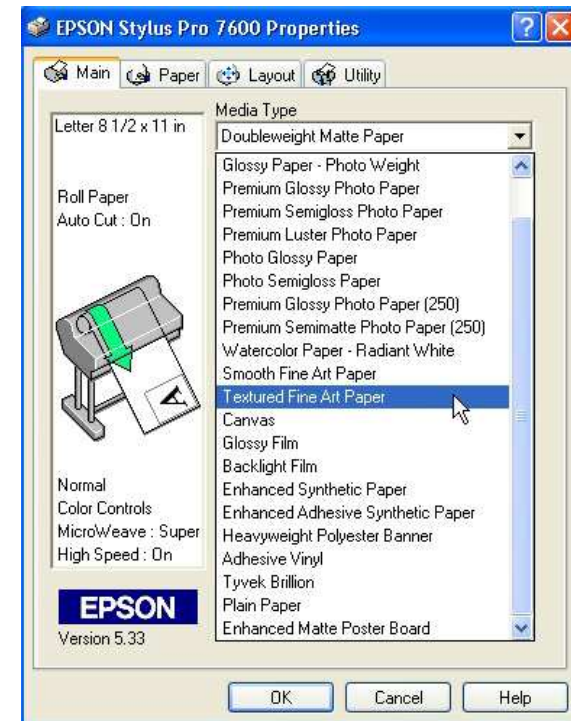 EPSON Stylus Pro 7600 Properties
Main Paper Layout Utility
Letter 8 1/2 x 11 in
Roll Paper
Auto Cut : On
A
Normal
Color Controls
MicroWeave : Super
High Speed : On
EPSON
Version 5.33
Media Type
Doubleweight Matte Paper
Glossy Paper - Photo Weight
Premium Glossy Photo Paper
Premium Semigloss Photo Paper
Premium Luster Photo Paper
Photo Glossy Paper
Photo Semigloss Paper
Premium Glossy Photo Paper (250)
Premium Semimatte Photo Paper (250)
Watercolor Paper - Radiant White
Smooth Fine Art Paper
Textured Fine Art Paper
Canvas
Glossy Film
Backlight Film
Enhanced Synthetic Paper
Enhanced Adhesive Synthetic Paper
Heavyweight Polyester Banner
Adhesive Vinyl
Tyvek Brillion
Plain Paper
Enhanced Matte Poster Board
OK Cancel Help